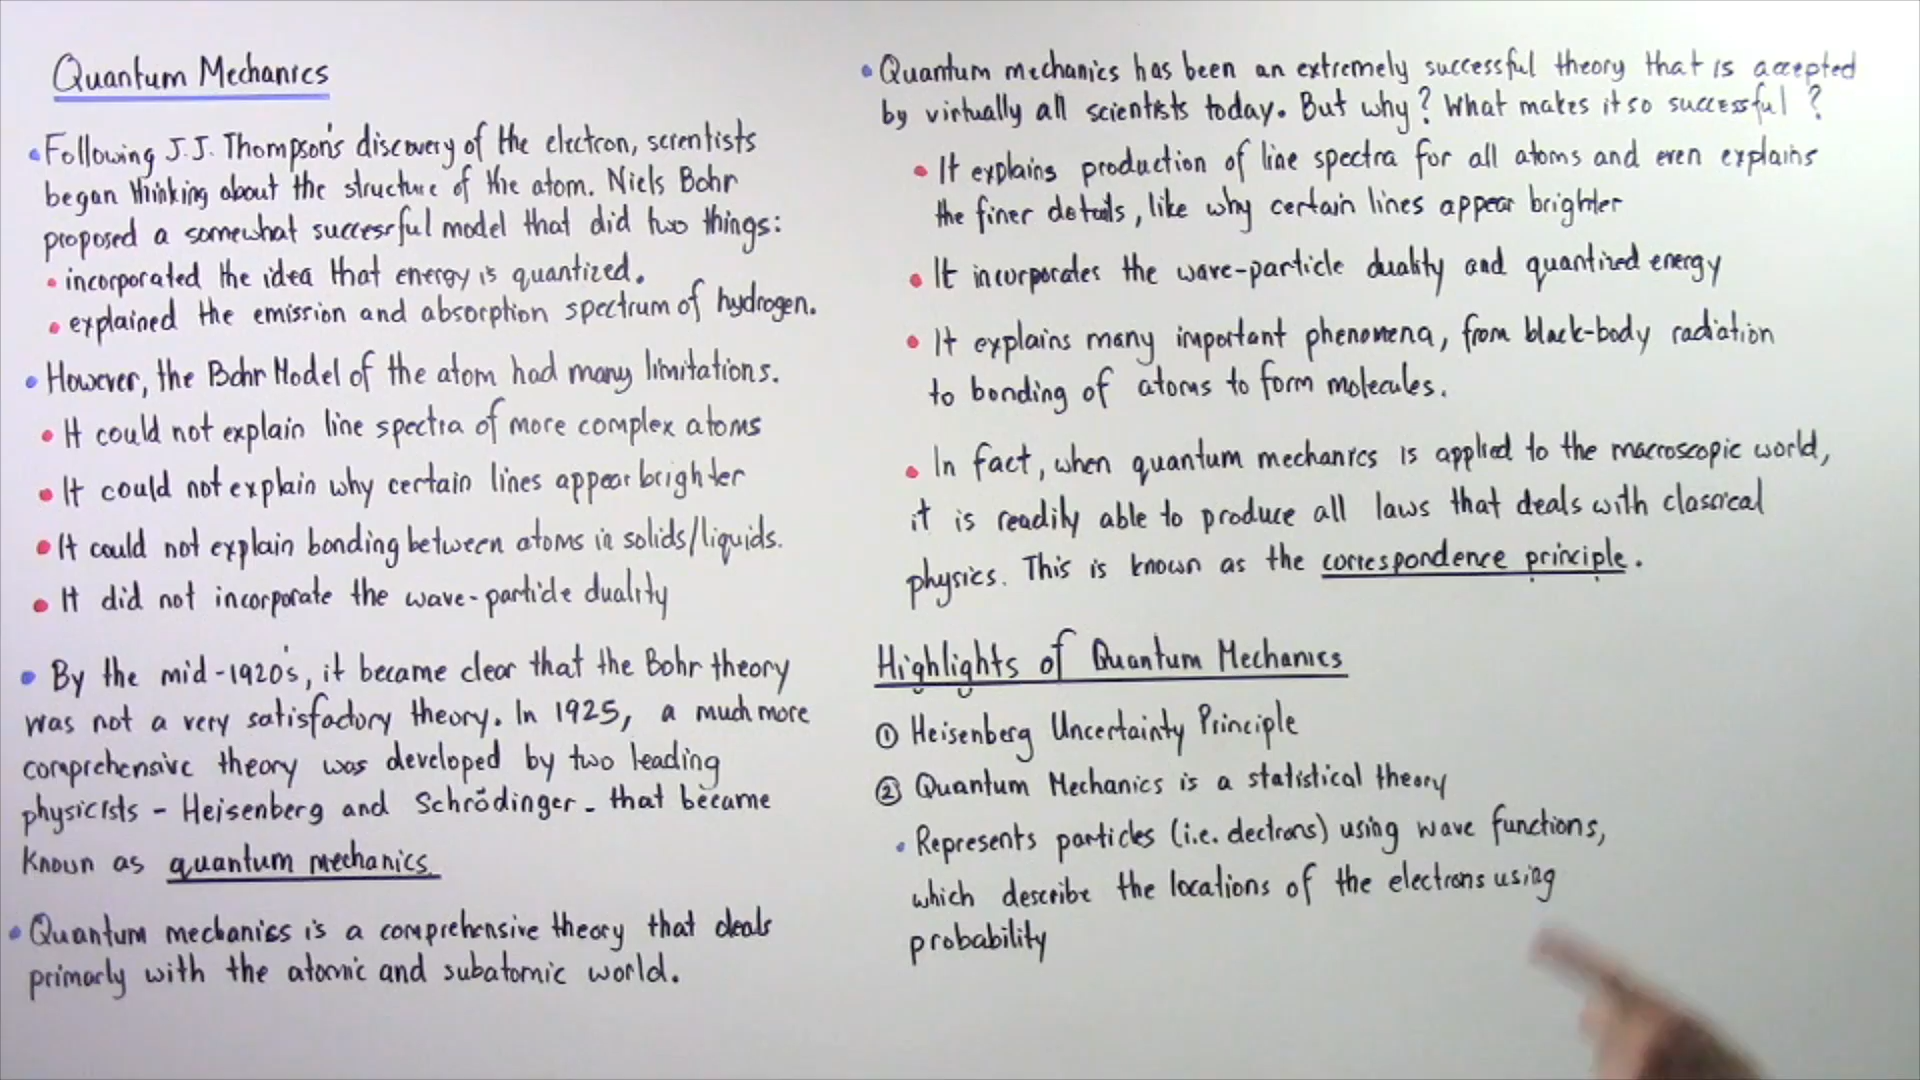 Quantum Mechanics
• Following J.J. Thompson's discovery of the electron, scientists
began thinking about the structure of the atom. Niels Bohr
proposed a somewhat successful model that did two things:
• incorporated the idea that energy is quantized.
• explained the emission and absorption spectrum of hydrogen.
• However, the Bohr Model of the atom had many limitations.
• It could not explain line spectra of more complex atoms
• It could not explain why certain lines appear brighter
• It could not explain bonding between atoms in solids/liquids.
• It did not incorporate the wave-particle duality
• By the mid-1920's, it became clear that the Bohr theory
was not a very satisfactory theory. In 1925, a much more
comprehensive theory was developed by two leading
physicists - Heisenberg and Schrödinger - that became
known as quantum mechanics
• Quantum mechanics is a comprehensive theory that deals
primarly with the atomic and subatomic world.
• Quantum mechanics has been an extremely successful theory that is accepted
by virtually all scientists today. But why? What makes it so successful?
• It explains production of line spectra for all atoms and even explains
the finer details, like why certain lines appear brighter
• It incorporates the wave-particle duality and quantized energy
• It explains many important phenomena, from black-body radiation
to bonding of atoms to form molecules.
• In fact, when quantum mechanics is applied to the macroscopic world,
it is readily able to produce all laws that deals with classical
physics. This is known as the correspondence principle.
Highlights of Quantum Mechanics
① Heisenberg Uncertainty Principle
② Quantum Mechanics is a statistical theory
• Represents particles (i.e. electrons) using wave functions,
which describe the locations of the electrons using
probability